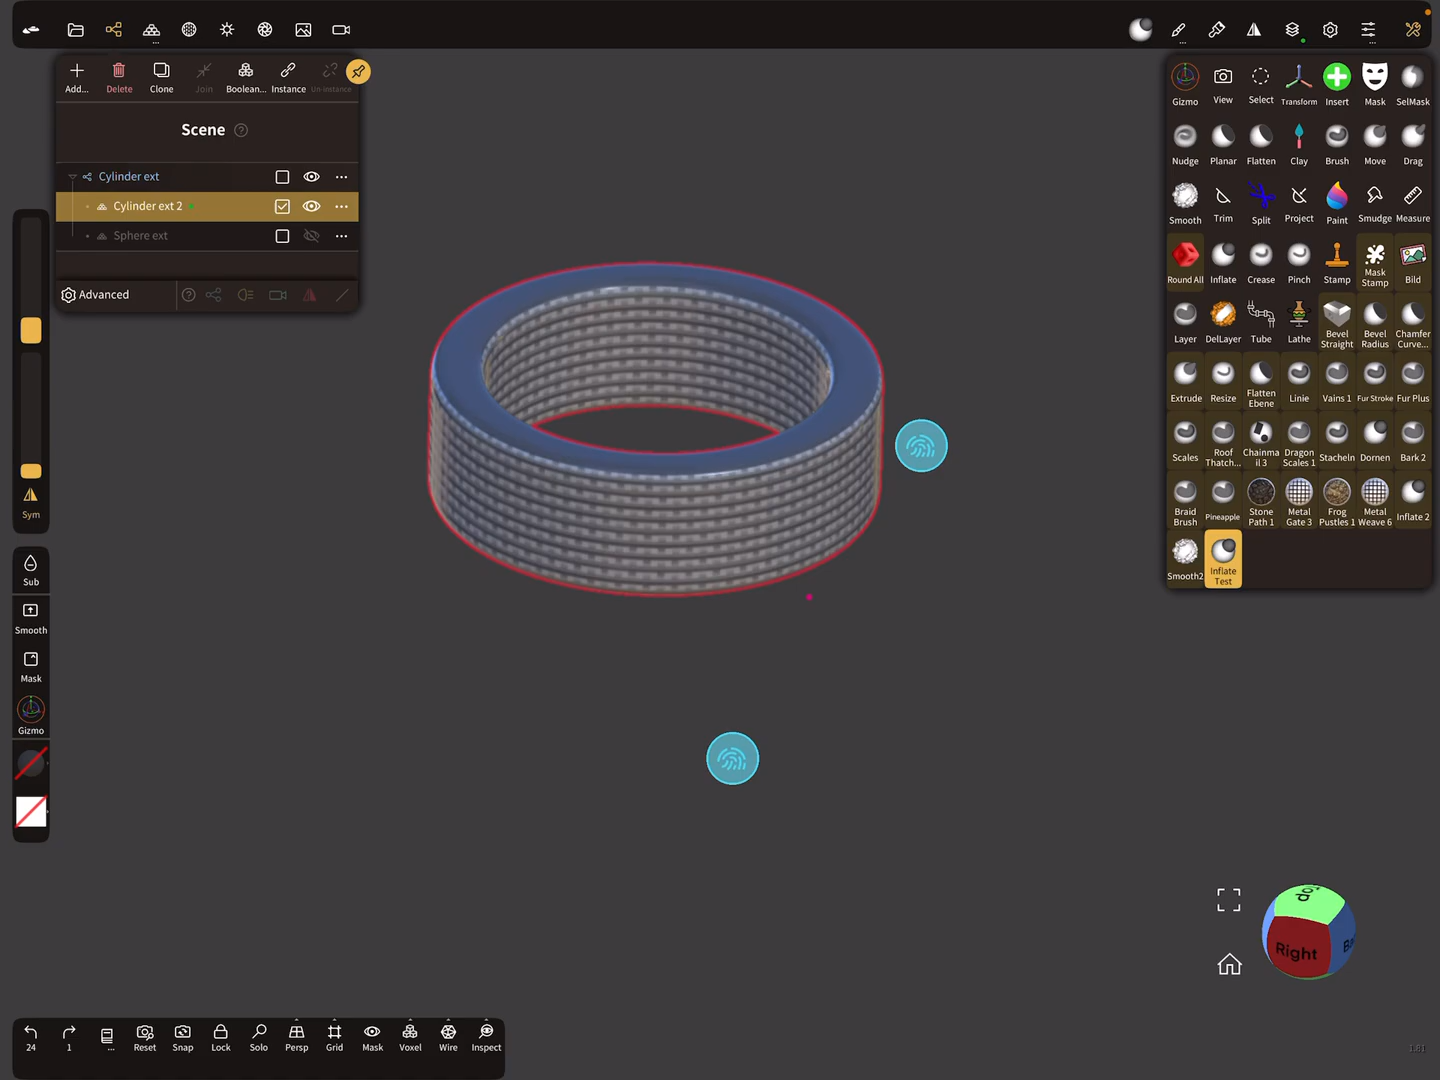 Add...
Delete
Clone
Join
Boolean...
Instance
Un-instance
Scene ?
Cylinder ext
Cylinder ext 2
Sphere ext
Advanced
?
Sym
Sub
Smooth
Mask
Gizmo
Gizmo
View
Select
Transform
Insert
Mask
SelMask
Nudge
Planar
Flatten
Clay
Brush
Move
Drag
Smooth
Trim
Split
Project
Paint
Smudge
Measure
Round All
Inflate
Crease
Pinch
Stamp
Mask
Stamp
Bild
Layer
DelLayer
Tube
Lathe
Bevel
Straight
Bevel
Radius
Chamfer
Curve...
Extrude
Resize
Flatten
Ebene
Linie
Vains 1
Fur Stroke
Fur Plus
Scales
Roof
Thatch...
Chainma
il 3
Dragon
Scales 1
Stacheln
Dornen
Bark 2
Braid
Brush
Pineapple
Stone
Path 1
Metal
Gate 3
Frog
Pustles 1
Metal
Weave 6
Inflate 2
Smooth2
Inflate
Test
Right
24
1
...
Reset
Snap
Lock
Solo
Persp
Grid
Mask
Voxel
Wire
Inspect
1.81